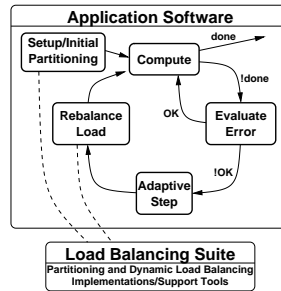 Application Software
Setup/Initial
Partitioning
Compute
done
!done
OK
Rebalance
Load
Evaluate
Error
!OK
Adaptive
Step
Load Balancing Suite
Partitioning and Dynamic Load Balancing
Implementations/Support Tools